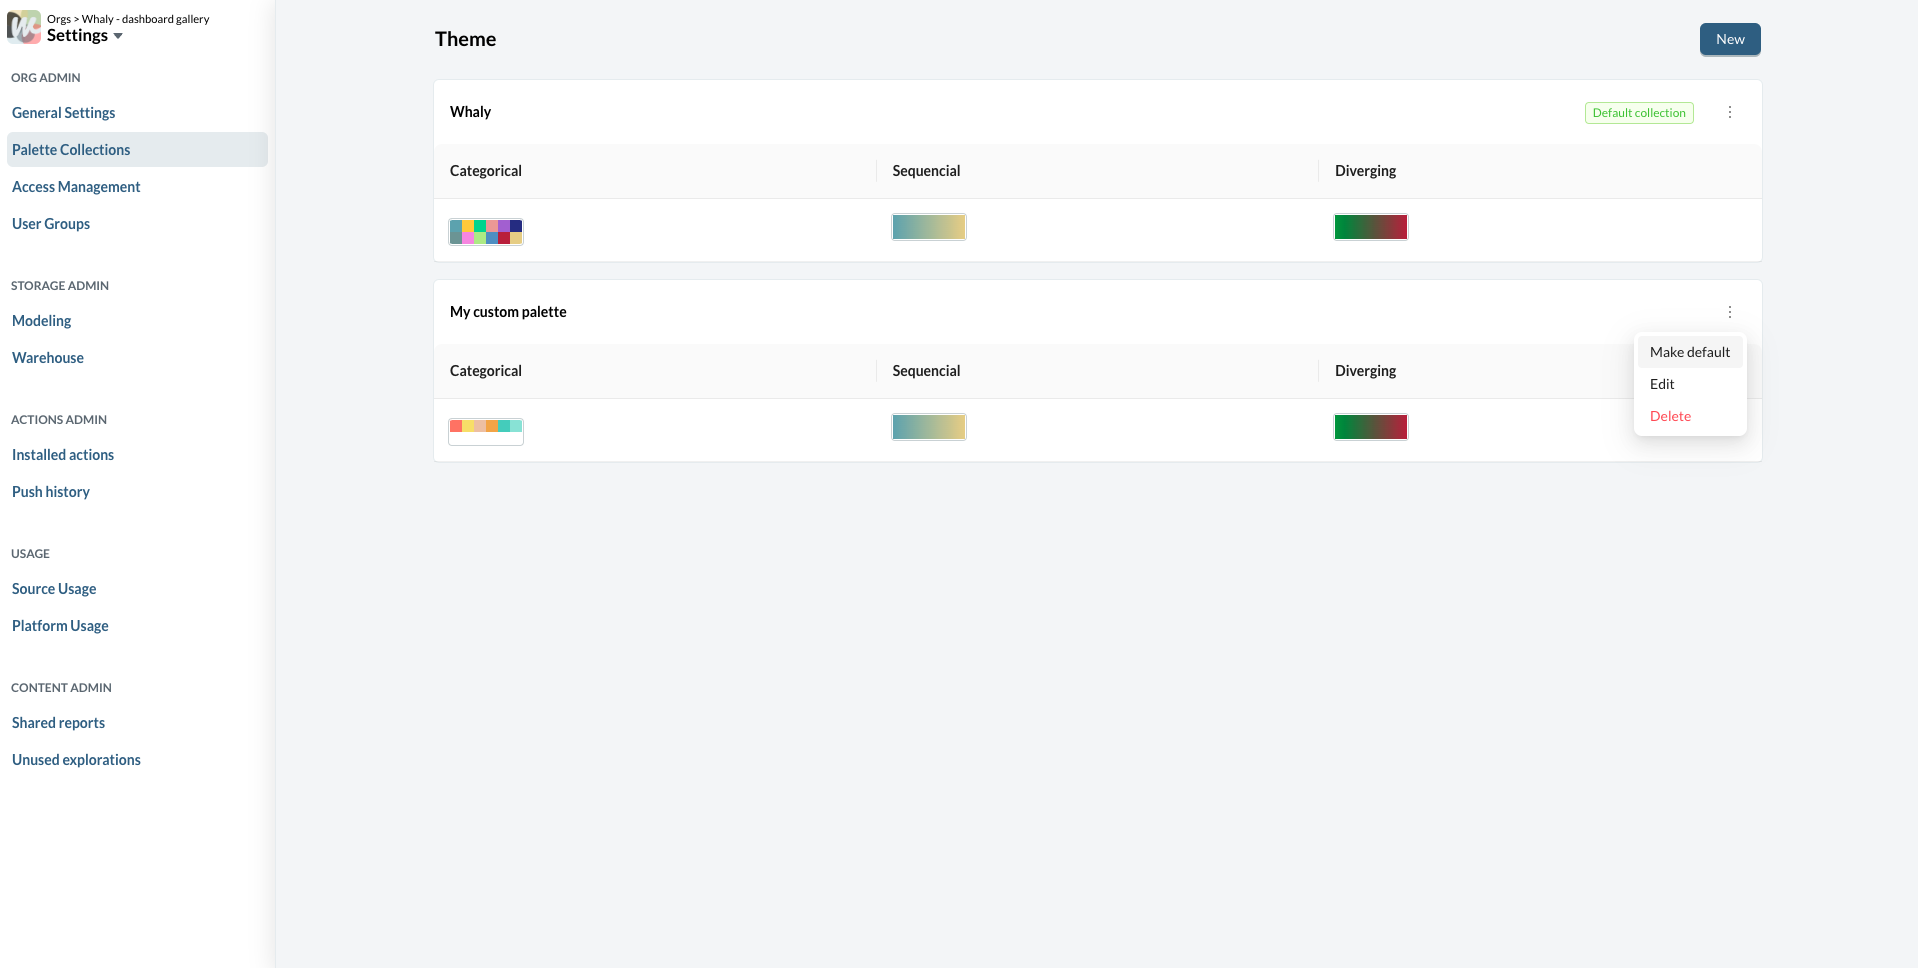 Orgs > Whaly - dashboard gallery
Settings
ORG ADMIN
General Settings
Palette Collections
Access Management
User Groups
STORAGE ADMIN
Modeling
Warehouse
ACTIONS ADMIN
Installed actions
Push history
USAGE
Source Usage
Platform Usage
CONTENT ADMIN
Shared reports
Unused explorations
Theme
New
Whaly
Default collection
Categorical
Sequencial
Diverging
My custom palette
Categorical
Sequencial
Diverging
Make default
Edit
Delete